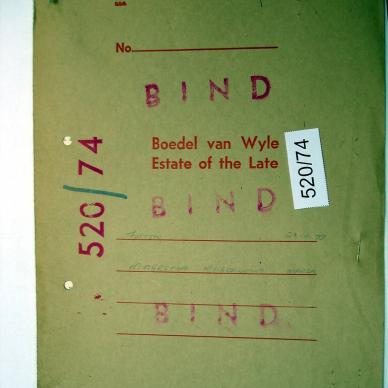 No.
BIND
Boedel van Wyle
Estate of the Late
520/74
520/74
BIND
BIND